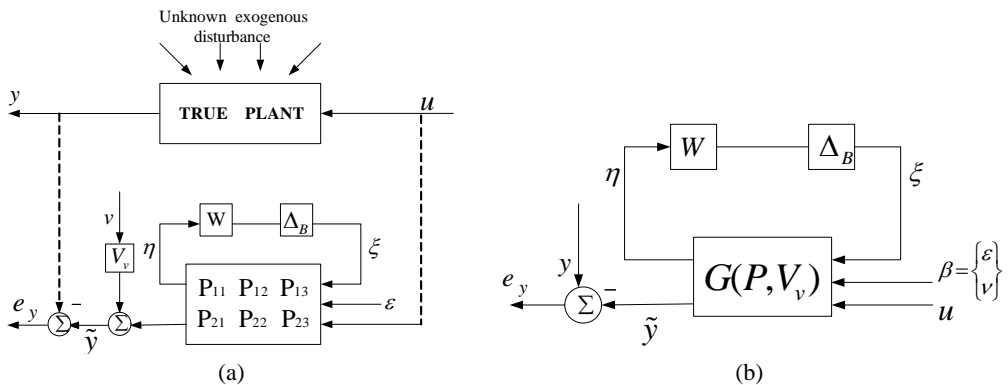 Unknown exogenous
disturbance
y
TRUE PLANT
u
ν
V_v
η
W
Δ_B
ξ
P11 P12 P13
P21 P22 P23
ε
e_y
Σ
−
ỹ
Σ
(a)
W
Δ_B
η
ξ
y
G(P,V_v)
β={ε
ν}
u
e_y
Σ
−
ỹ
(b)